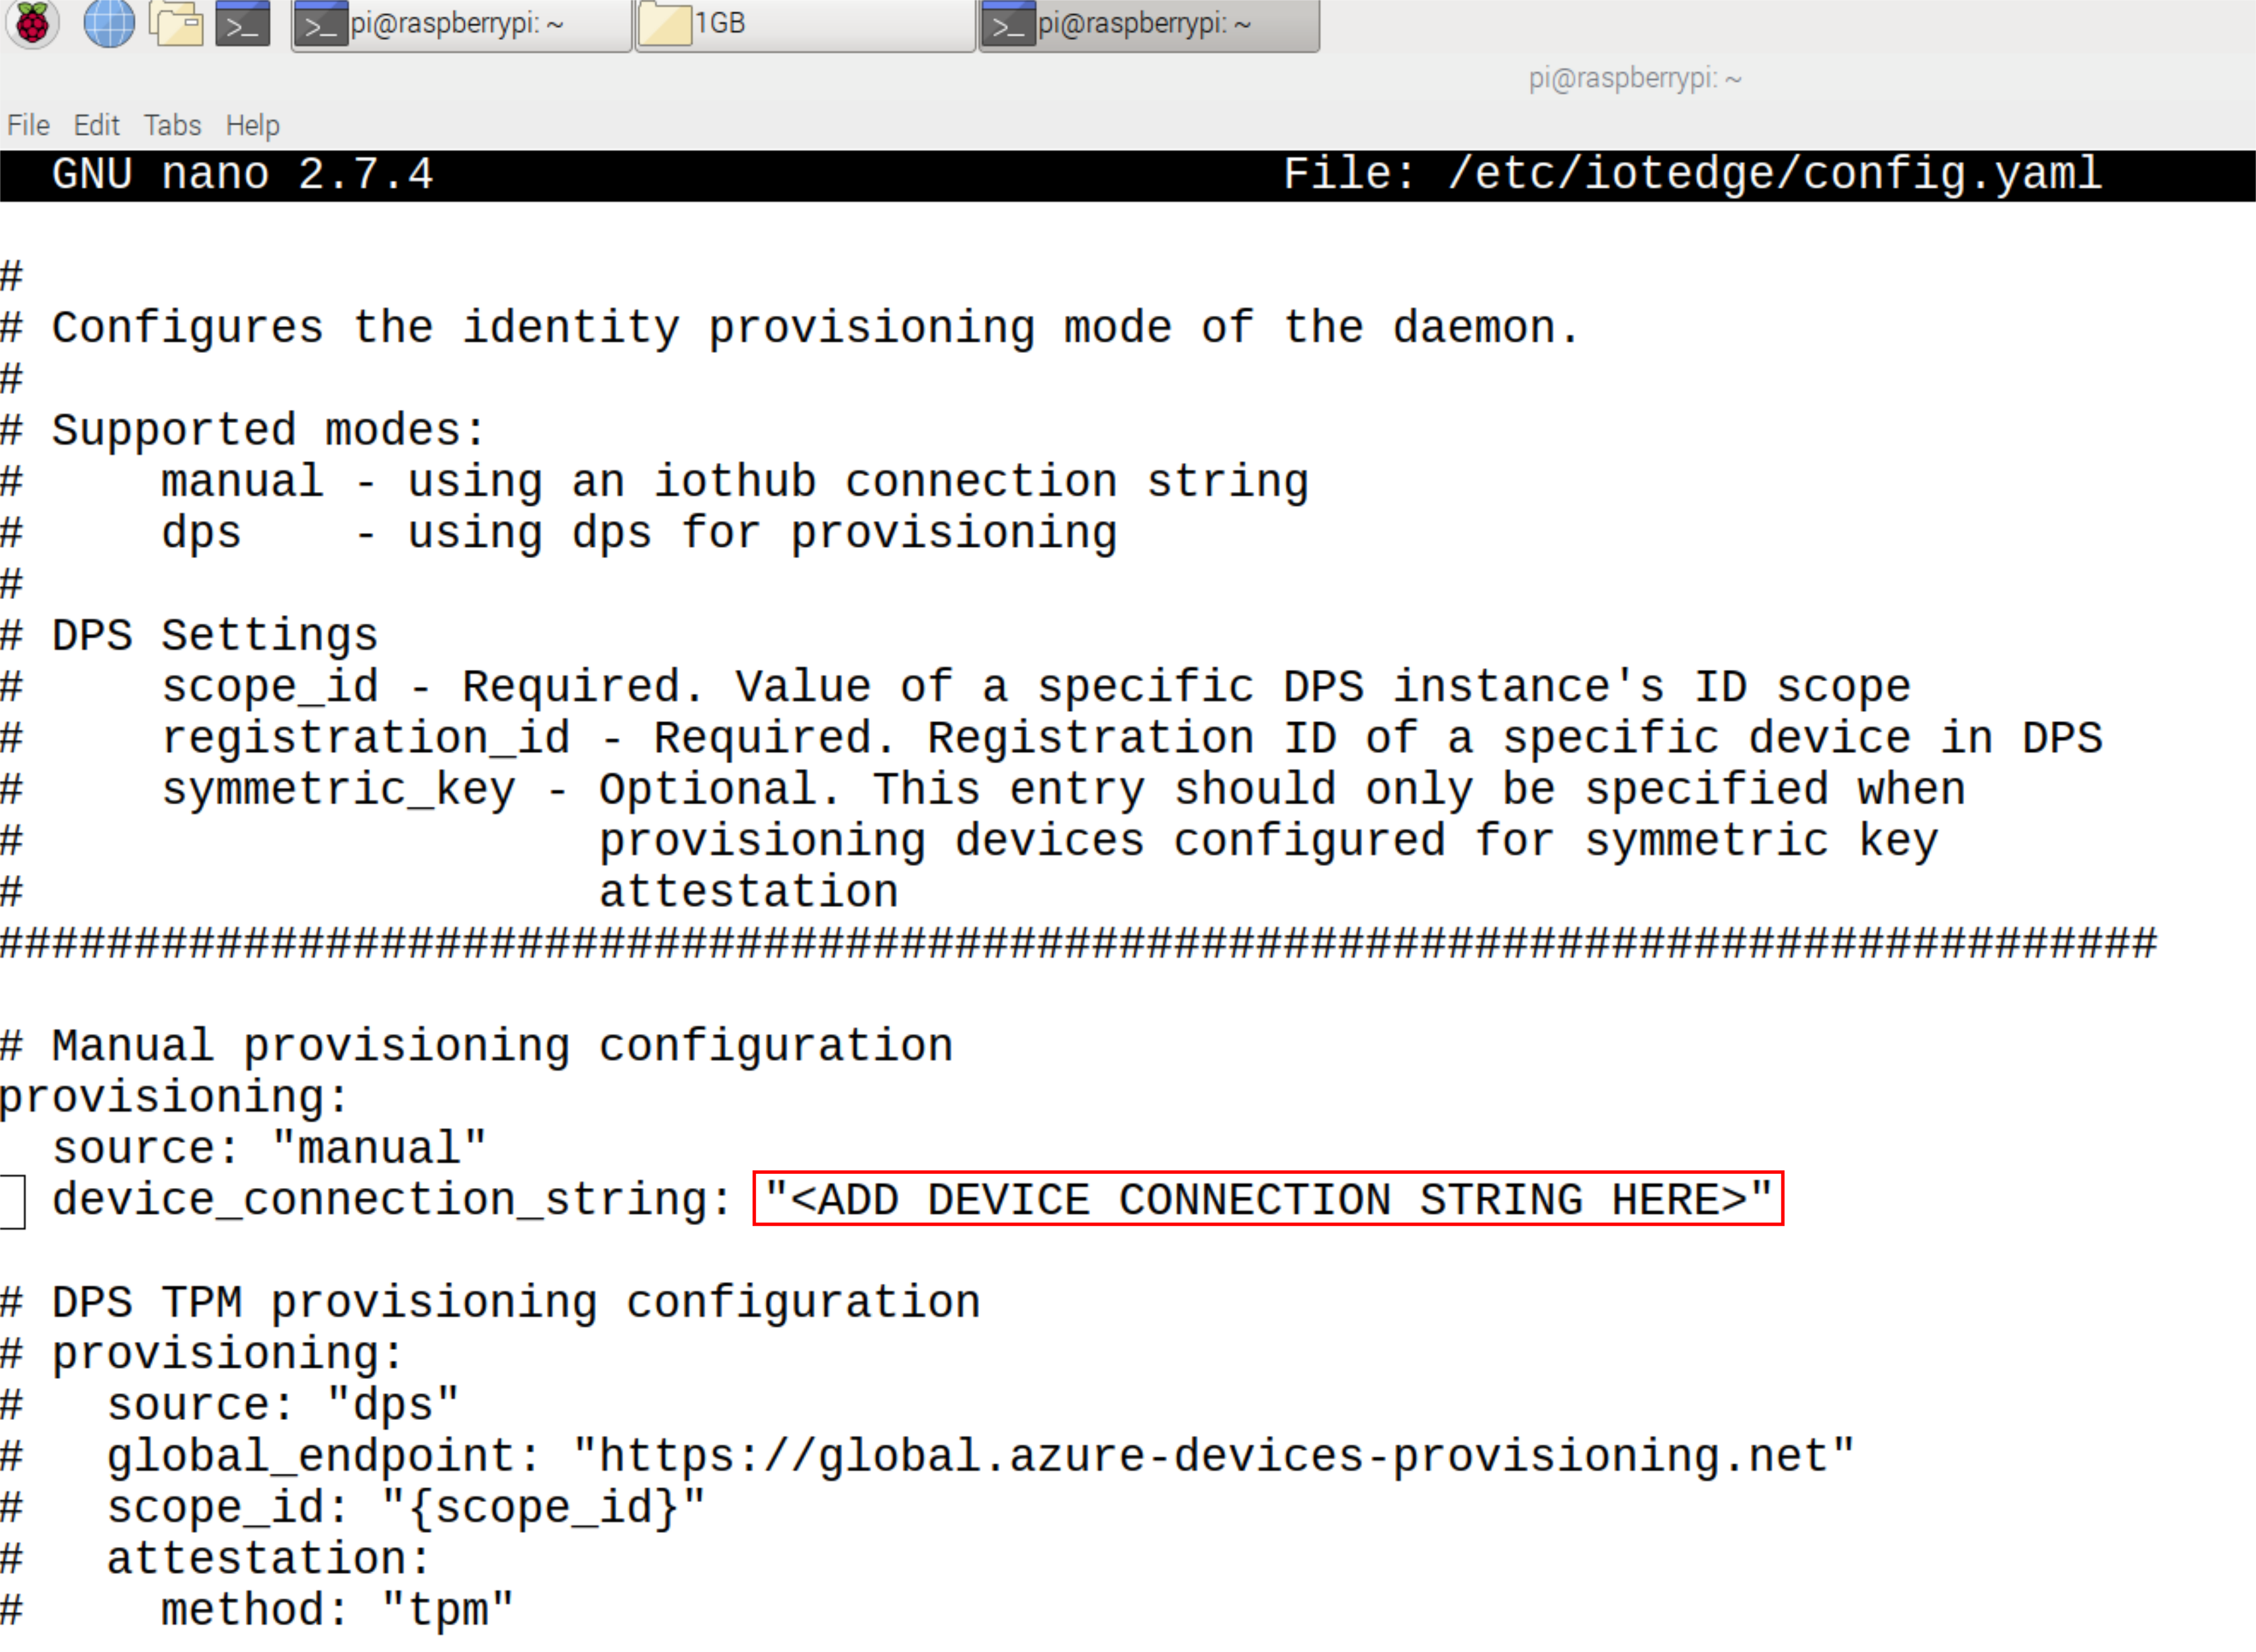 pi@raspberrypi: ~ 1GB pi@raspberrypi: ~
pi@raspberrypi: ~
File Edit Tabs Help
GNU nano 2.7.4 File: /etc/iotedge/config.yaml
#
# Configures the identity provisioning mode of the daemon.
#
# Supported modes:
#     manual - using an iothub connection string
#     dps    - using dps for provisioning
#
# DPS Settings
#     scope_id - Required. Value of a specific DPS instance's ID scope
#     registration_id - Required. Registration ID of a specific device in DPS
#     symmetric_key - Optional. This entry should only be specified when
#                     provisioning devices configured for symmetric key
#                     attestation
###############################################################################
# Manual provisioning configuration
provisioning:
  source: "manual"
  device_connection_string: "<ADD DEVICE CONNECTION STRING HERE>"
# DPS TPM provisioning configuration
# provisioning:
#   source: "dps"
#   global_endpoint: "https://global.azure-devices-provisioning.net"
#   scope_id: "{scope_id}"
#   attestation:
#     method: "tpm"